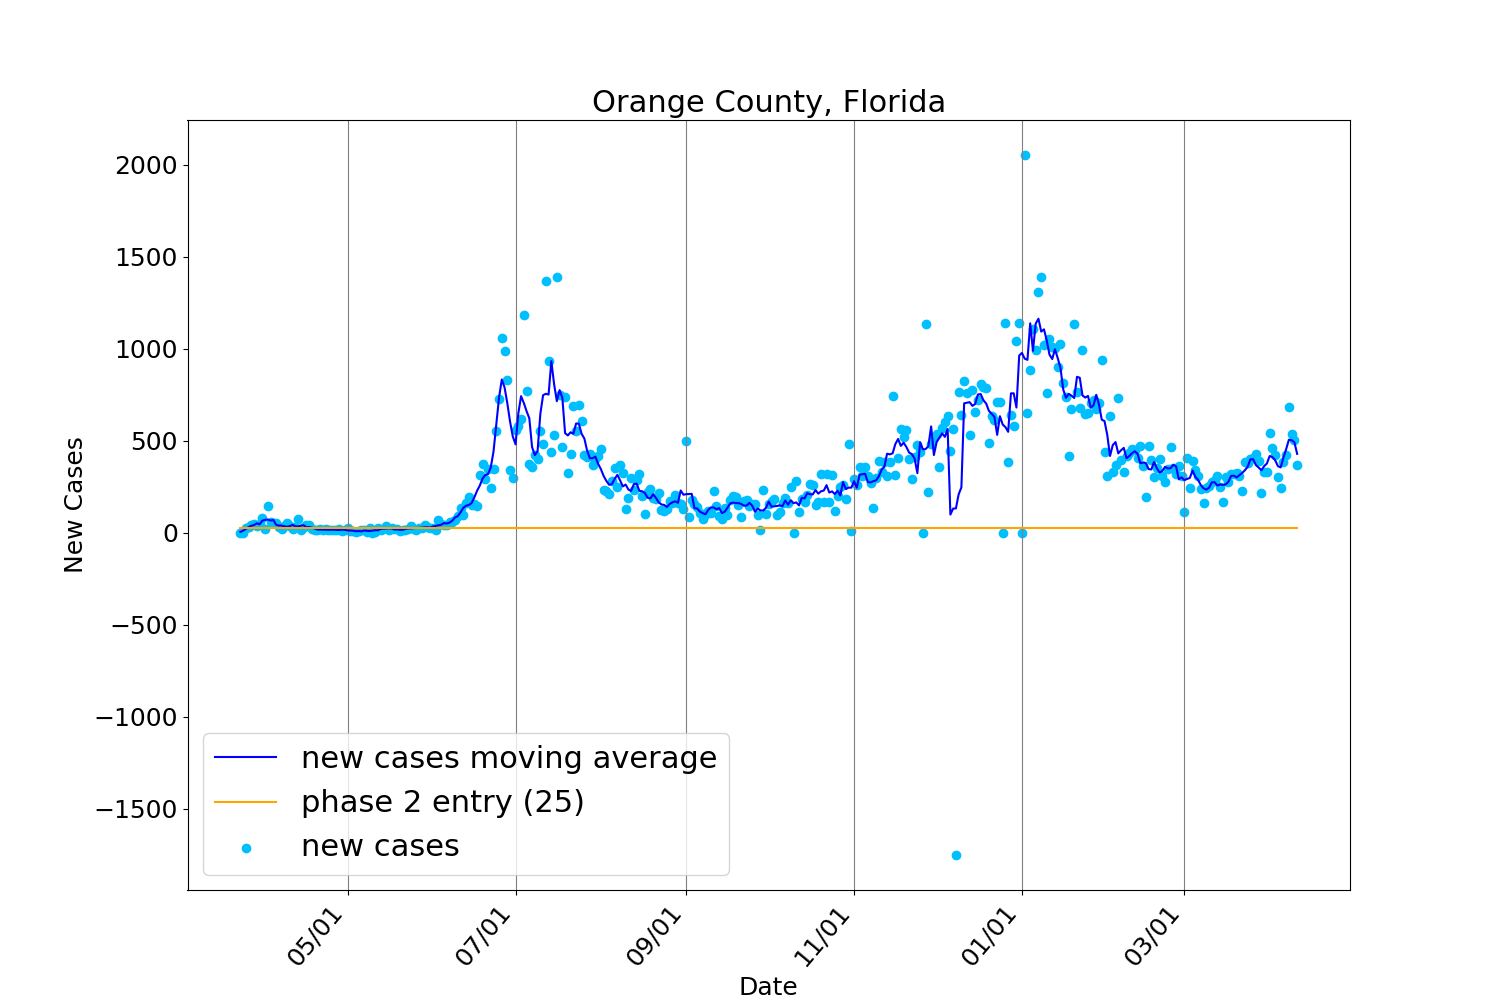 Orange County, Florida
New Cases
2000
1500
1000
500
0
−500
−1000
−1500
new cases moving average
phase 2 entry (25)
new cases
05/01
07/01
09/01
11/01
01/01
03/01
Date